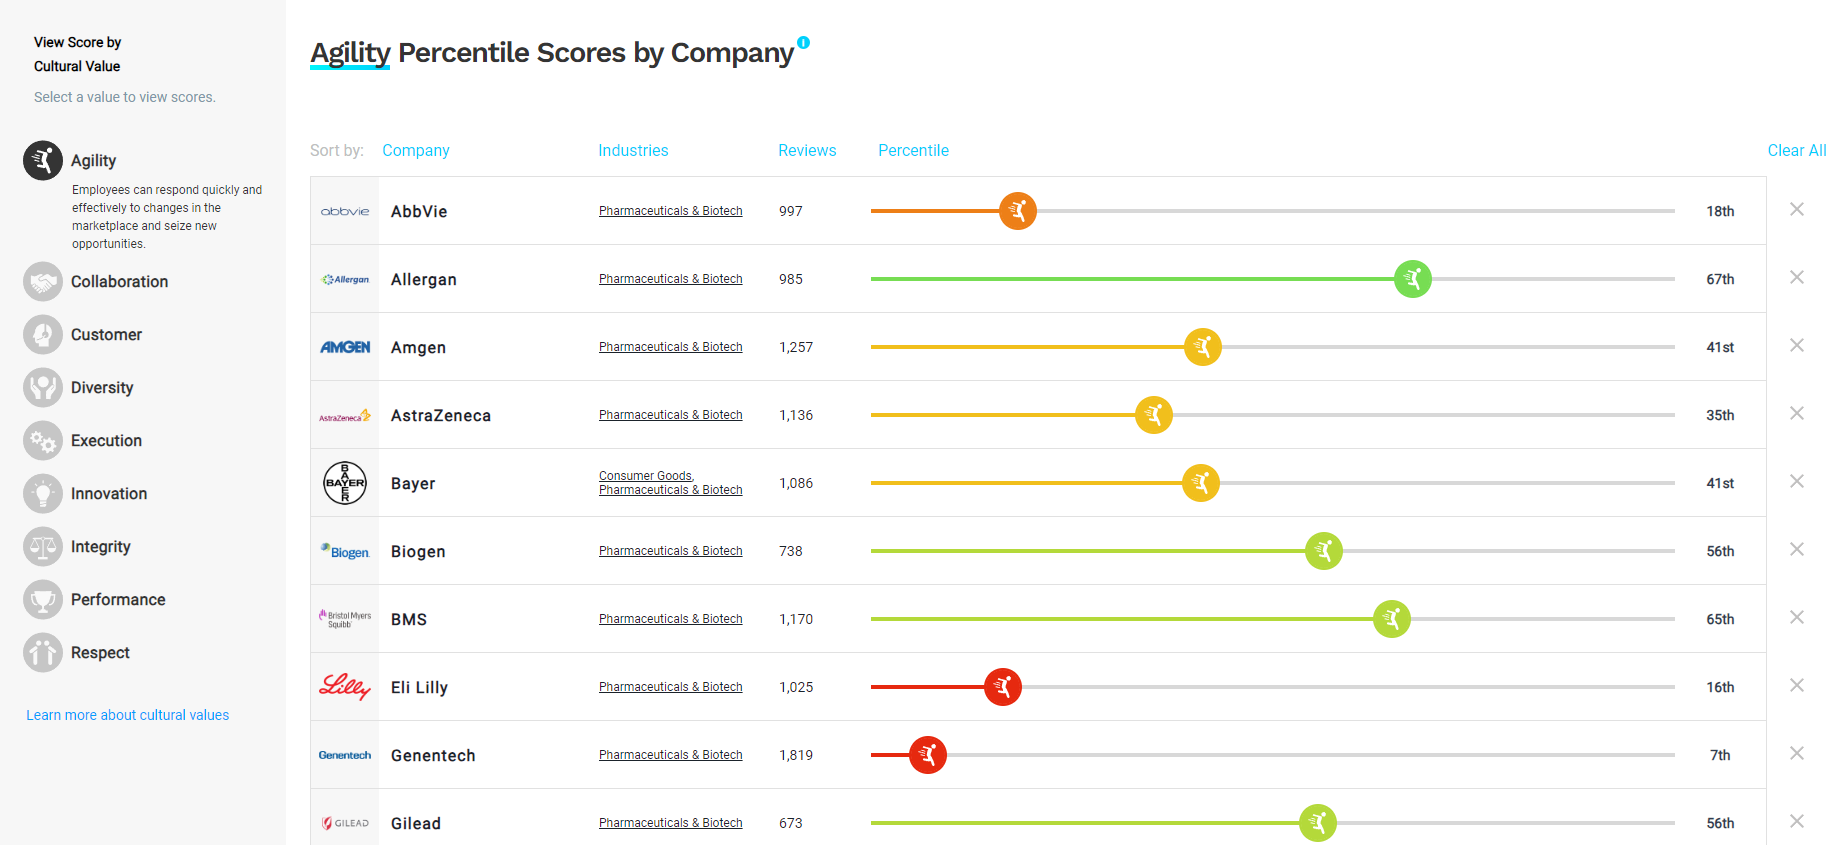 View Score by
Cultural Value
Select a value to view scores.
Agility
Employees can respond quickly and
effectively to changes in the
marketplace and seize new
opportunities.
Collaboration
Customer
Diversity
Execution
Innovation
Integrity
Performance
Respect
Learn more about cultural values
Agility Percentile Scores by Company
Sort by: Company Industries Reviews Percentile Clear All
abbvie AbbVie Pharmaceuticals & Biotech 997 18th
Allergan Allergan Pharmaceuticals & Biotech 985 67th
AMGEN Amgen Pharmaceuticals & Biotech 1,257 41st
AstraZeneca AstraZeneca Pharmaceuticals & Biotech 1,136 35th
BAYER BAYER Bayer Consumer Goods, Pharmaceuticals & Biotech 1,086 41st
Biogen Biogen Pharmaceuticals & Biotech 738 56th
Bristol Myers Squibb BMS Pharmaceuticals & Biotech 1,170 65th
Lilly Eli Lilly Pharmaceuticals & Biotech 1,025 16th
Genentech Genentech Pharmaceuticals & Biotech 1,819 7th
GILEAD Gilead Pharmaceuticals & Biotech 673 56th